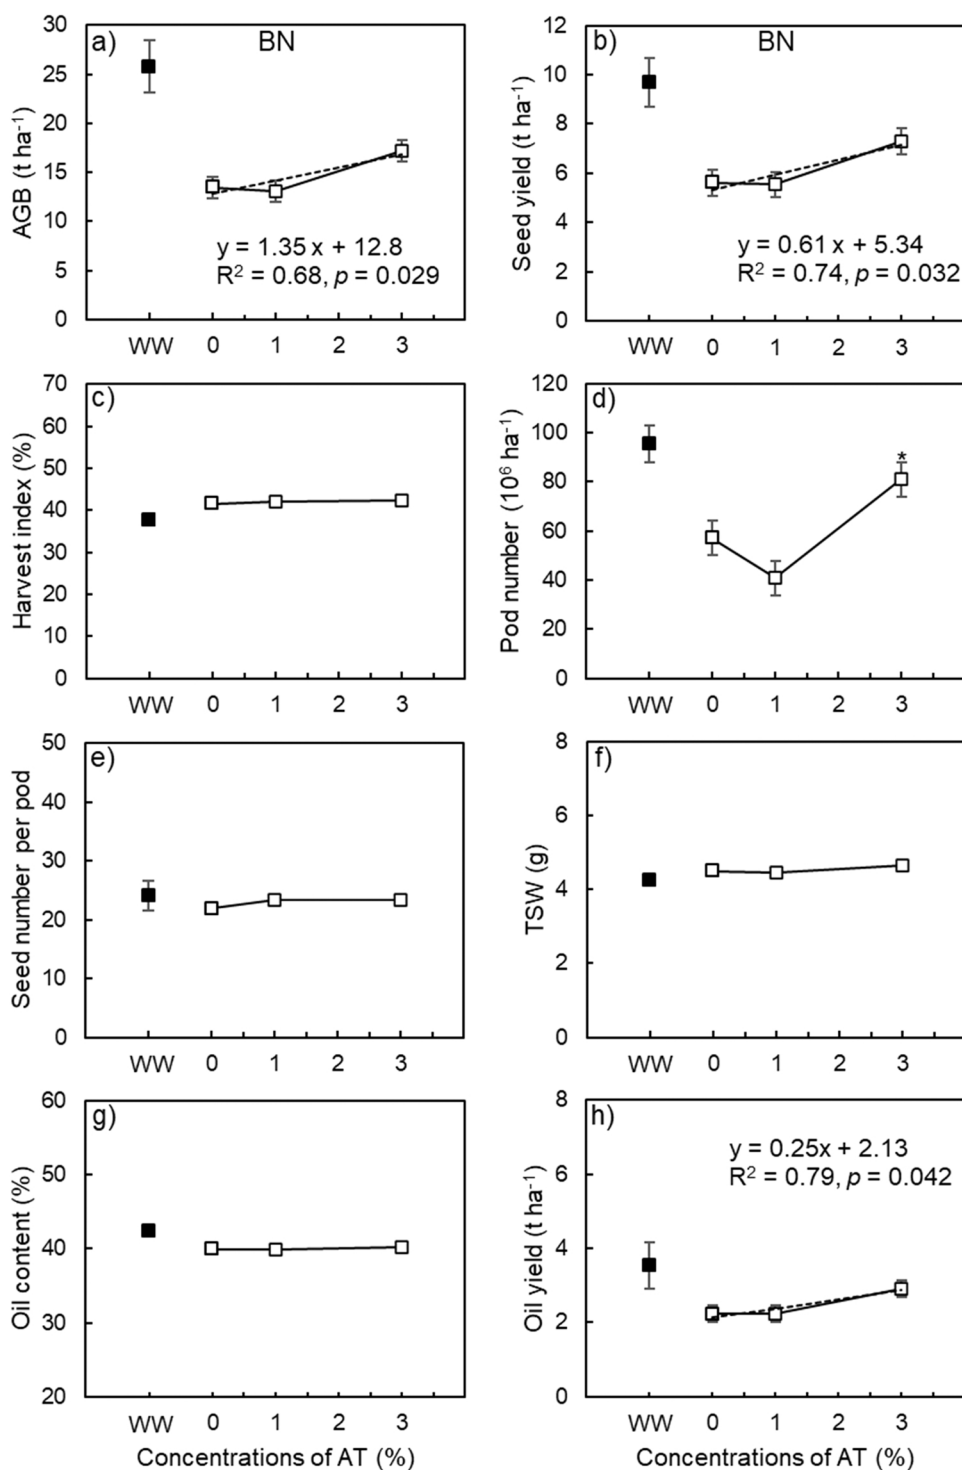 a) BN
AGB (t ha⁻¹)
30
25
20
15
10
5
0
y = 1.35 x + 12.8
R² = 0.68, p = 0.029
WW 0 1 2 3
b) BN
Seed yield (t ha⁻¹)
12
10
8
6
4
2
0
y = 0.61 x + 5.34
R² = 0.74, p = 0.032
WW 0 1 2 3
c)
Harvest index (%)
70
60
50
40
30
20
10
0
WW 0 1 2 3
d)
Pod number (10⁶ ha⁻¹)
120
100
80
60
40
20
0
*
WW 0 1 2 3
e)
Seed number per pod
50
40
30
20
10
0
WW 0 1 2 3
f)
TSW (g)
8
6
4
2
0
WW 0 1 2 3
g)
Oil content (%)
60
50
40
30
20
WW 0 1 2 3
Concentrations of AT (%)
h)
Oil yield (t ha⁻¹)
8
6
4
2
0
y = 0.25x + 2.13
R² = 0.79, p = 0.042
WW 0 1 2 3
Concentrations of AT (%)